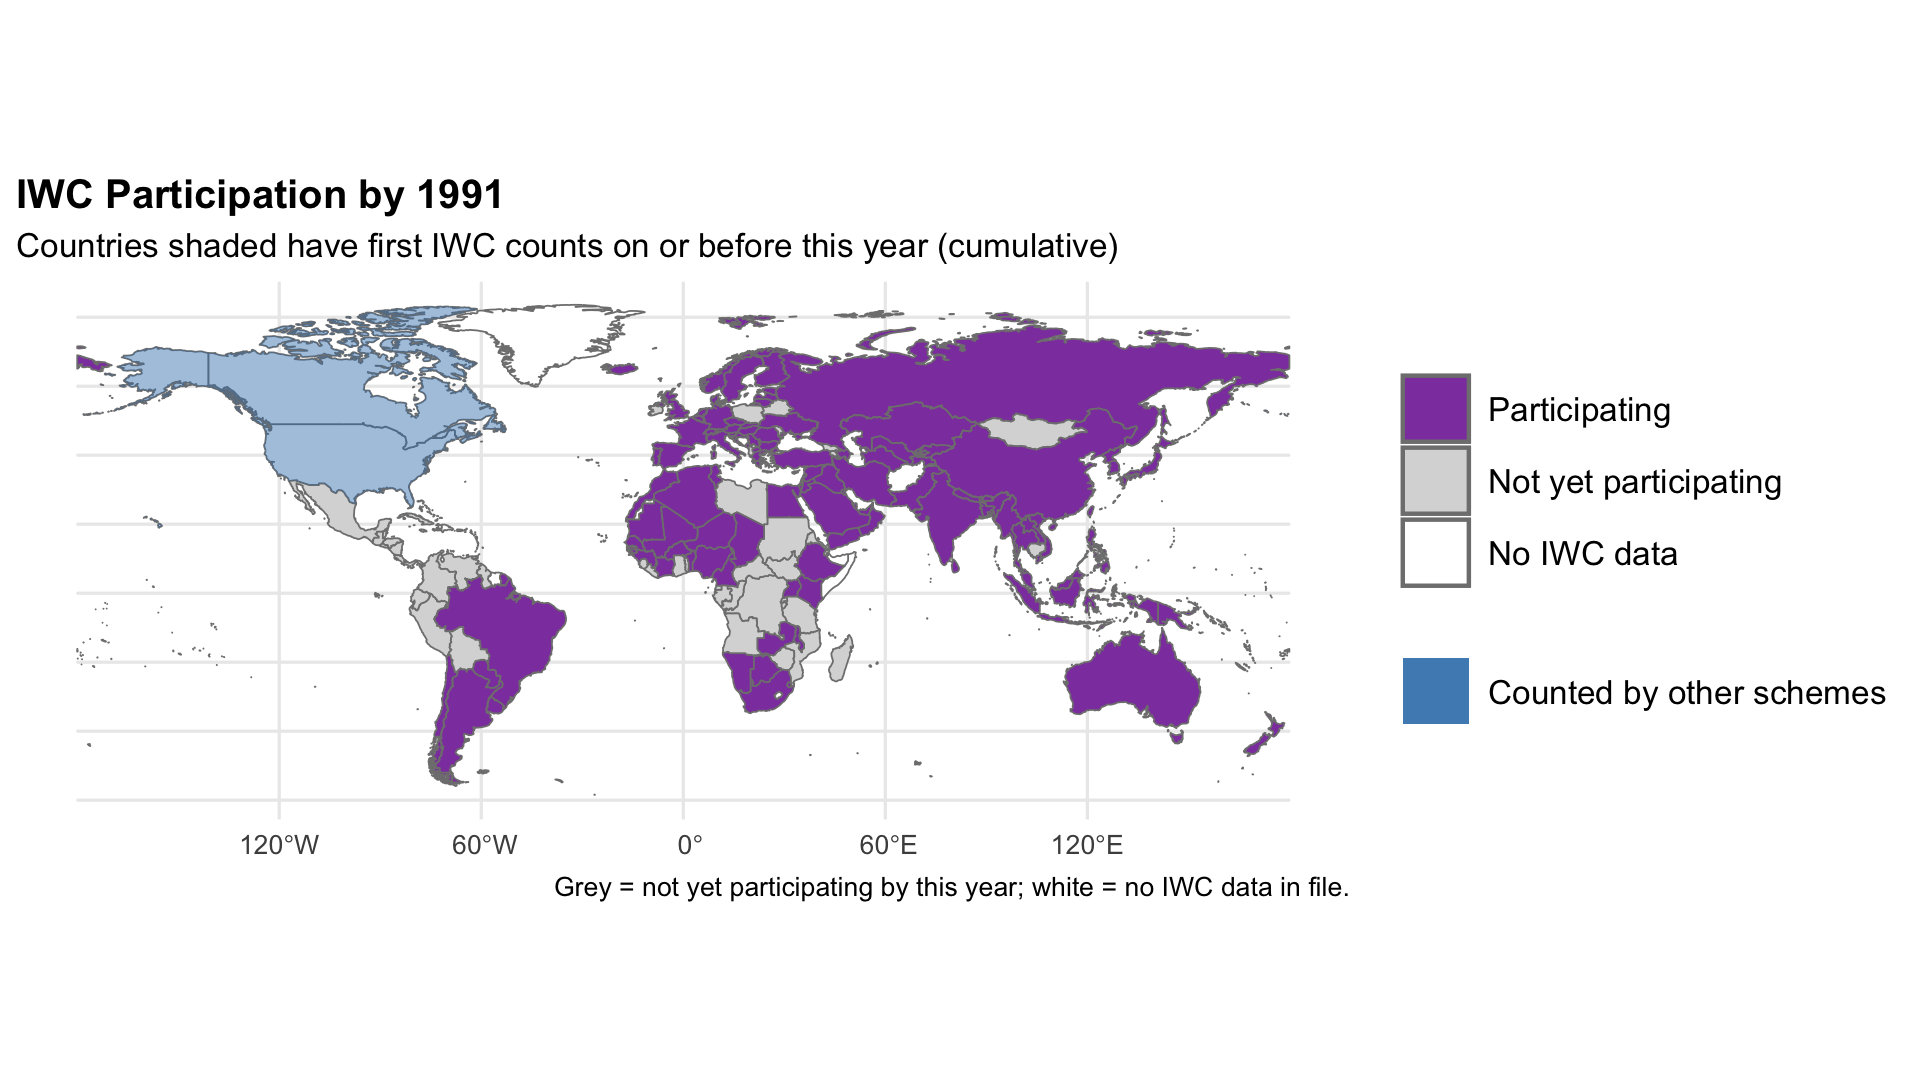 IWC Participation by 1991
Countries shaded have first IWC counts on or before this year (cumulative)
Participating
Not yet participating
No IWC data
Counted by other schemes
120°W 60°W 0° 60°E 120°E
Grey = not yet participating by this year; white = no IWC data in file.